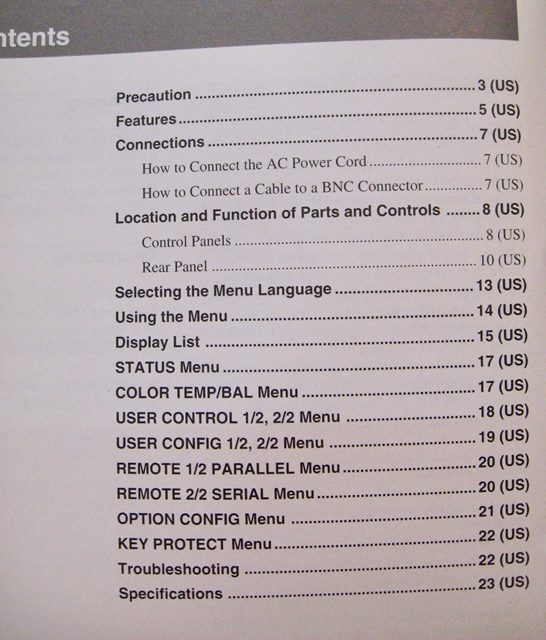 ntents
Precaution ........ 3 (US)
Features ........ 5 (US)
Connections ........ 7 (US)
How to Connect the AC Power Cord ........ 7 (US)
How to Connect a Cable to a BNC Connector ........ 7 (US)
Location and Function of Parts and Controls ........ 8 (US)
Control Panels ........ 8 (US)
Rear Panel ........ 10 (US)
Selecting the Menu Language ........ 13 (US)
Using the Menu ........ 14 (US)
Display List ........ 15 (US)
STATUS Menu ........ 17 (US)
COLOR TEMP/BAL Menu ........ 17 (US)
USER CONTROL 1/2, 2/2 Menu ........ 18 (US)
USER CONFIG 1/2, 2/2 Menu ........ 19 (US)
REMOTE 1/2 PARALLEL Menu ........ 20 (US)
REMOTE 2/2 SERIAL Menu ........ 20 (US)
OPTION CONFIG Menu ........ 21 (US)
KEY PROTECT Menu ........ 22 (US)
Troubleshooting ........ 22 (US)
Specifications ........ 23 (US)